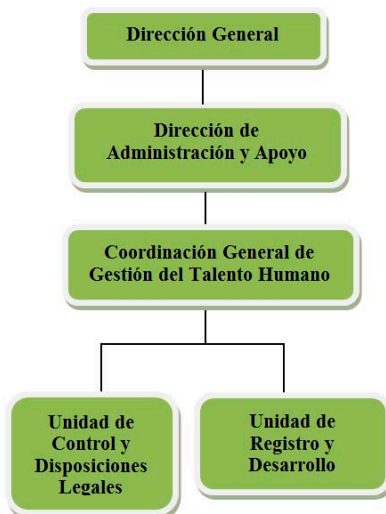 Dirección General
Dirección de
Administración y Apoyo
Coordinación General de
Gestión del Talento Humano
Unidad de
Control y
Disposiciones
Legales
Unidad de
Registro y
Desarrollo